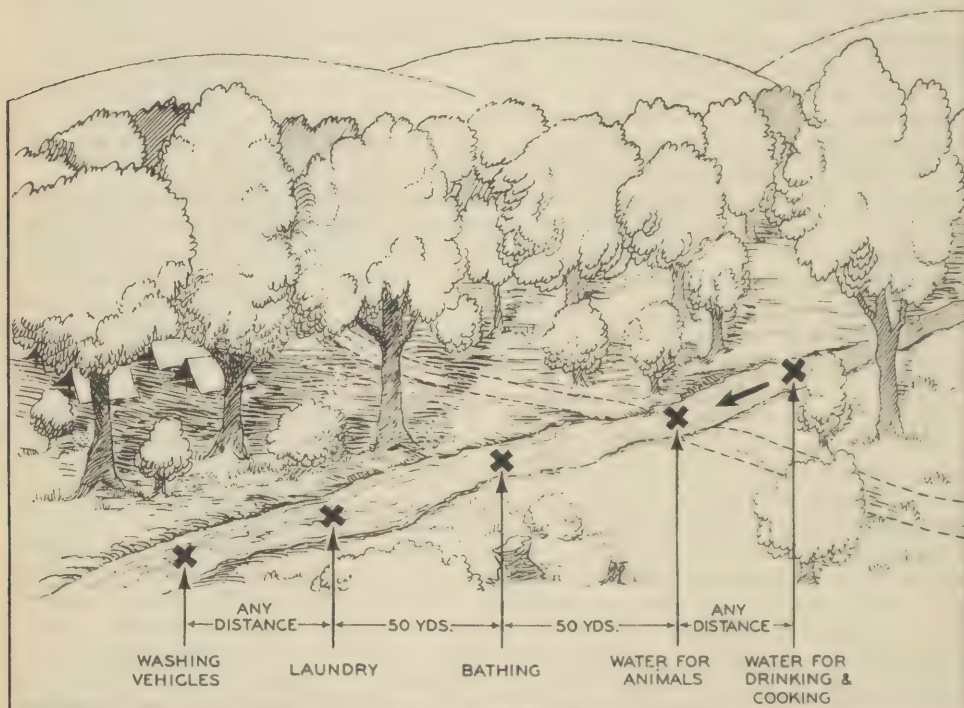 ANY
DISTANCE
50 YDS.
50 YDS.
ANY
DISTANCE
WASHING
VEHICLES
LAUNDRY
BATHING
WATER FOR
ANIMALS
WATER FOR
DRINKING &
COOKING